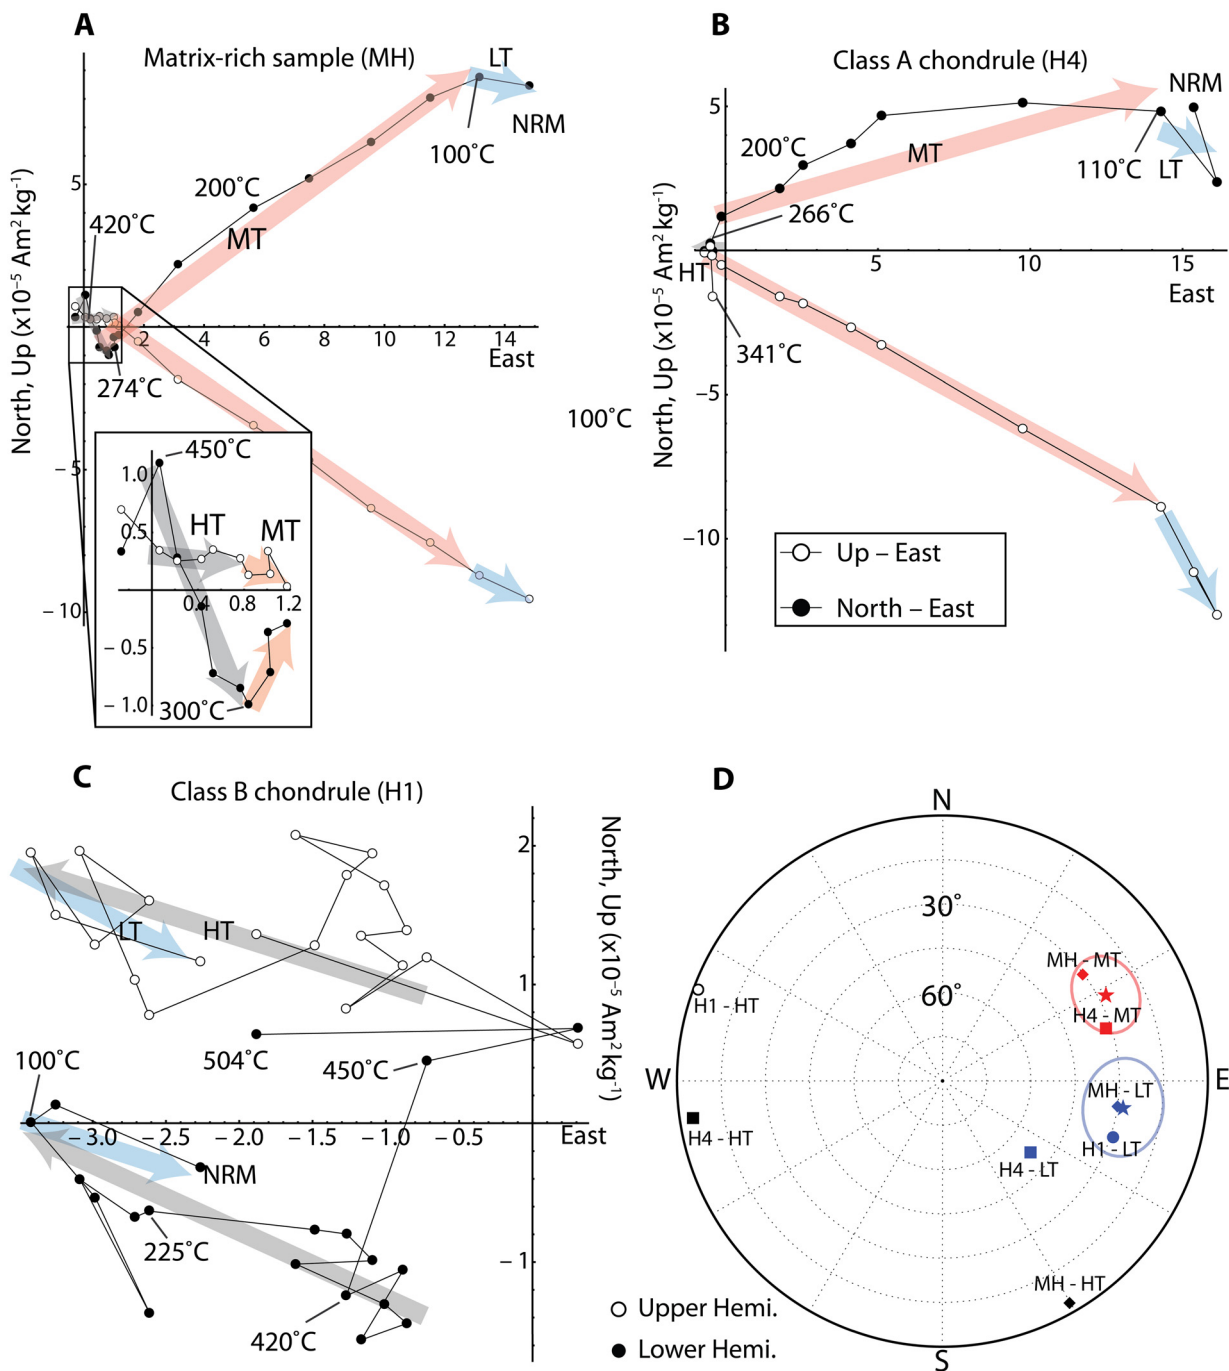 A
Matrix-rich sample (MH)
LT
NRM
100˚C
200˚C
MT
420˚C
5
2
4
6
8
10
12
14
East
274˚C
North, Up (x10⁻⁵ Am² kg⁻¹)
− 5
− 10
450˚C
1.0
0.5
HT
MT
0.4
0.8
1.2
− 0.5
− 1.0
300˚C
100˚C
B
Class A chondrule (H4)
NRM
5
200˚C
MT
110˚C
LT
266˚C
HT
5
10
15
East
341˚C
North, Up (x10⁻⁵ Am² kg⁻¹)
−5
−10
Up – East
North – East
C
Class B chondrule (H1)
2
LT
HT
1
North, Up (x10⁻⁵ Am² kg⁻¹)
504˚C
450˚C
100˚C
− 3.0
− 2.5
− 2.0
− 1.5
− 1.0
− 0.5
East
NRM
225˚C
− 1
420˚C
D
N
30˚
60˚
MH – MT
H4 – MT
H1 – HT
W
E
MH – LT
H4 – HT
H1 – LT
H4 – LT
MH – HT
S
Upper Hemi.
Lower Hemi.